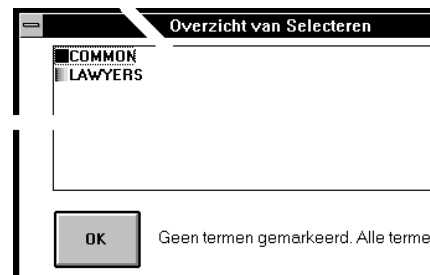 Overzicht van Selecteren
COMMON
LAWYERS
OK
Geen termen gemarkeerd. Alle terme